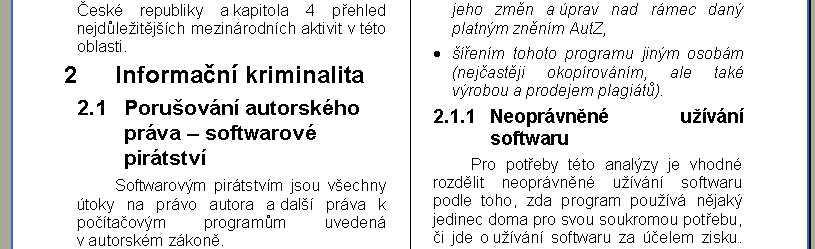 České republiky a kapitola 4 přehled
nejdůležitějších mezinárodních aktivit v této
oblasti.
2 Informační kriminalita
2.1 Porušování autorského
práva – softwarové
pirátství
Softwarovým pirátstvím jsou všechny
útoky na právo autora a další práva k
počítačovým programům uvedená
v autorském zákoně.
jeho změn a úprav nad rámec daný
platným zněním AutZ,
• šířením tohoto programu jiným osobám
(nejčastěji okopírováním, ale také
výrobou a prodejem plagiátů).
2.1.1 Neoprávněné užívání
softwaru
Pro potřeby této analýzy je vhodné
rozdělit neoprávněné užívání softwaru
podle toho, zda program používá nějaký
jedinec doma pro svou soukromou potřebu,
či jde o užívání softwaru za účelem zisku.